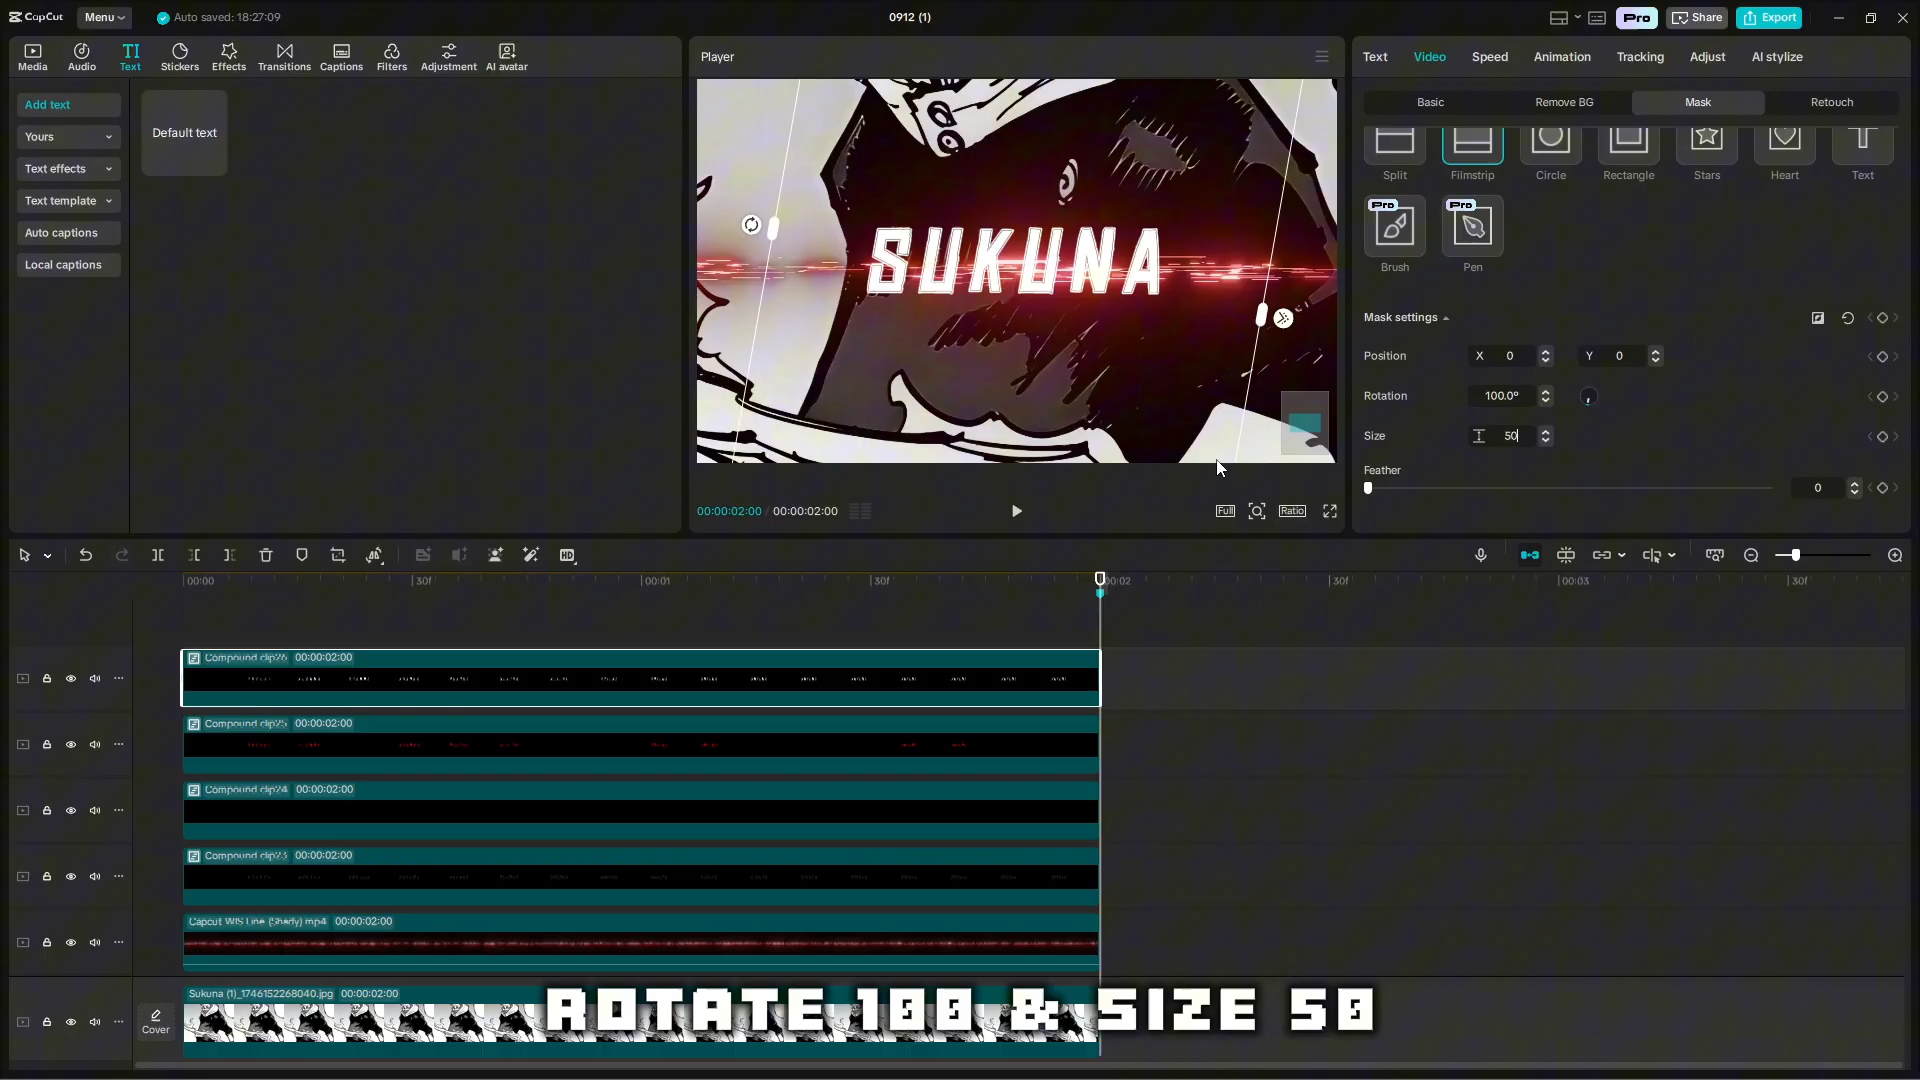 CapCut
Menu
Auto saved: 18:27:09
0912 (1)
Pro
Share
Export
Media
Audio
TI
Text
Stickers
Effects
Transitions
Captions
Filters
Adjustment
AI avatar
Add text
Yours
Text effects
Text template
Auto captions
Local captions
Default text
Player
SUKUNA
00:00:02:00 / 00:00:02:00
Full
Ratio
Text
Video
Speed
Animation
Tracking
Adjust
AI stylize
Basic
Remove BG
Mask
Retouch
Split
Filmstrip
Circle
Rectangle
Stars
Heart
Text
Pro
Brush
Pro
Pen
Mask settings
Position
X 0
Y 0
Rotation
100.0°
Size
50
Feather
0
HD
00:00
30f
00:01
30f
00:02
30f
00:03
30f
Compound clip26 00:00:02:00
Compound clip25 00:00:02:00
Compound clip24 00:00:02:00
Compound clip23 00:00:02:00
Capcut WIS Line (Shady).mp4 00:00:02:00
Cover
Sukuna (1)_1746152268040.jpg 00:00:02:00
ROTATE 100 & SIZE 50